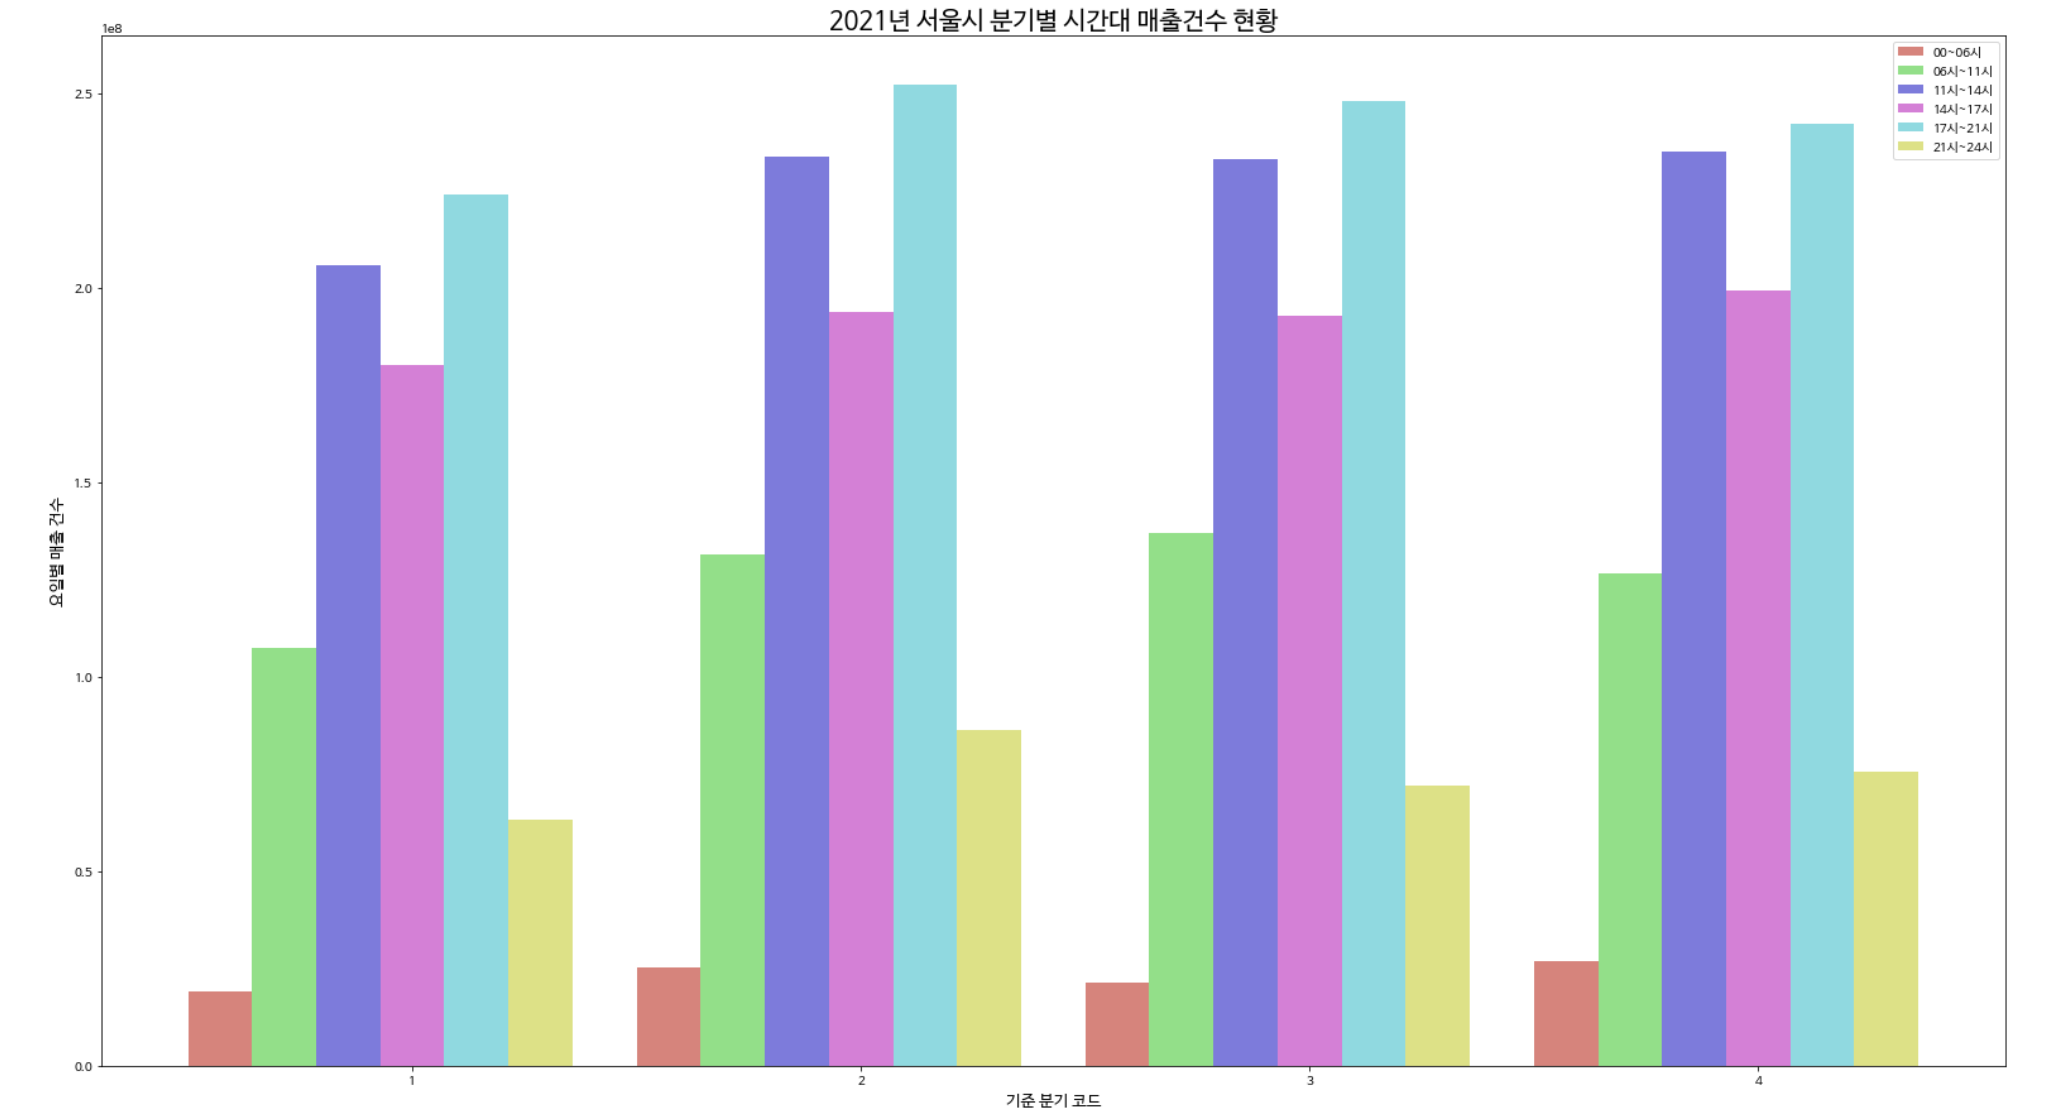 2021년 서울시 분기별 시간대 매출건수 현황
1e8
00~06시
06시~11시
11시~14시
14시~17시
17시~21시
21시~24시
2.5
2.0
1.5
1.0
0.5
0.0
요일별 매출 건수
1
2
3
4
기준 분기 코드